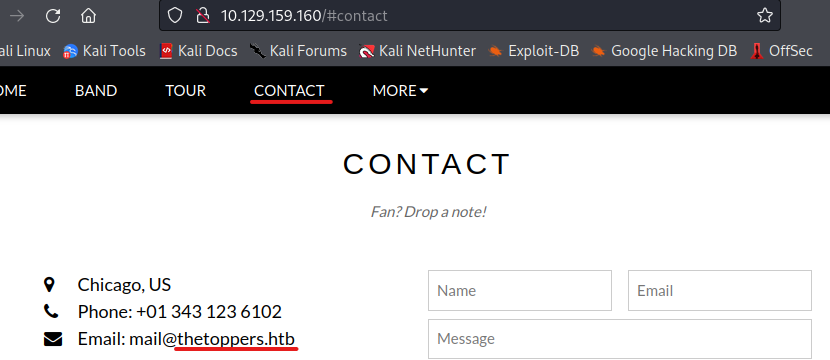 10.129.159.160/#contact
ali Linux Kali Tools Kali Docs Kali Forums Kali NetHunter Exploit-DB Google Hacking DB OffSec
OME BAND TOUR CONTACT MORE
CONTACT
Fan? Drop a note!
Chicago, US
Name Email
Phone: +01 343 123 6102
Email: mail@thetoppers.htb
Message